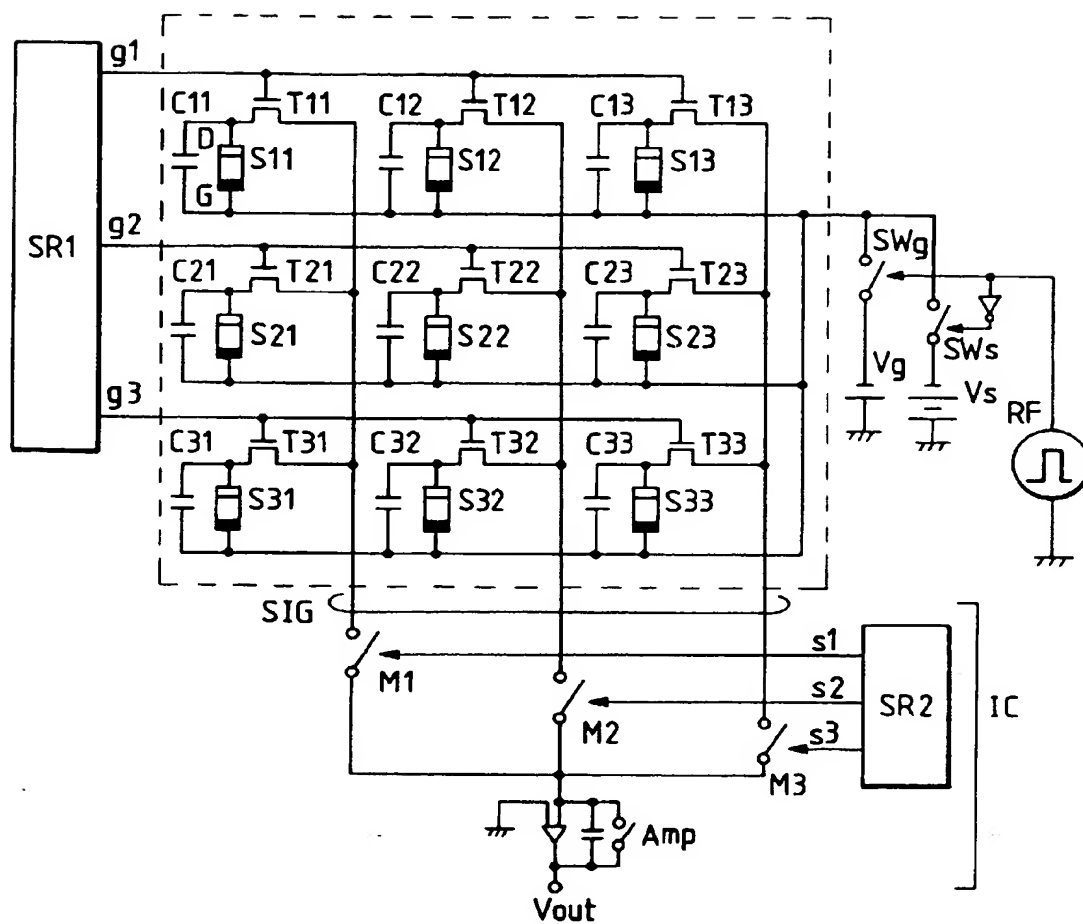 g1
C11 T11 C12 T12 C13 T13
D
S11 S12 S13
G
SR1
g2
SWg
C21 T21 C22 T22 C23 T23
S21 S22 S23
SWs
Vg
Vs
RF
g3
C31 T31 C32 T32 C33 T33
S31 S32 S33
SIG
s1
M1
s2
SR2
IC
M2
s3
M3
Amp
Vout